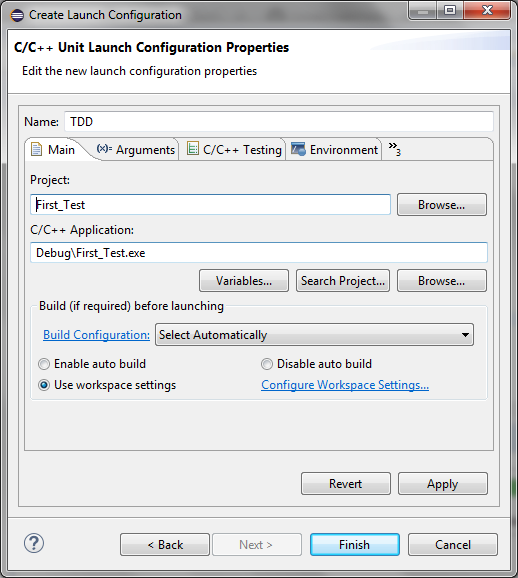 Create Launch Configuration
C/C++ Unit Launch Configuration Properties
Edit the new launch configuration properties
Name: TDD
Main (x)= Arguments C/C++ Testing Environment »3
Project:
First_Test Browse...
C/C++ Application:
Debug\First_Test.exe
Variables... Search Project... Browse...
Build (if required) before launching
Build Configuration: Select Automatically
Enable auto build Disable auto build
Use workspace settings Configure Workspace Settings...
Revert Apply
? < Back Next > Finish Cancel